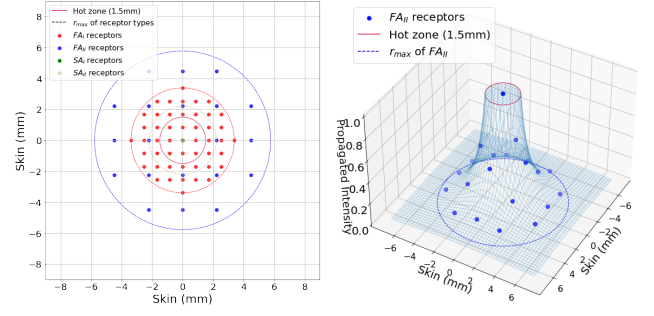 Hot zone (1.5mm)
r_max of receptor types
FA_I receptors
FA_II receptors
SA_I receptors
SA_II receptors
8
6
4
2
0
−2
−4
−6
−8
Skin (mm)
−8 −6 −4 −2 0 2 4 6 8
Skin (mm)
FA_II receptors
Hot zone (1.5mm)
r_max of FA_II
1.0
0.8
0.6
0.4
0.2
0.0
Propagated Intensity
−6 −4 −2 0 2 4 6
Skin (mm)
−6
−4
−2
0
2
4
6
Skin (mm)